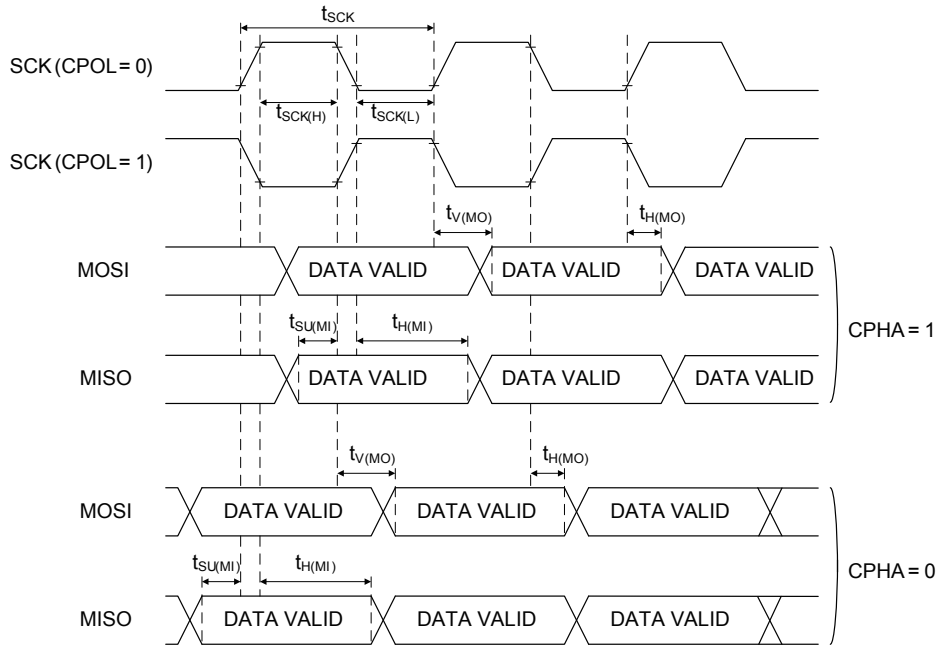 tSCK
SCK (CPOL = 0)
tSCK(H) tSCK(L)
SCK (CPOL = 1)
tV(MO) tH(MO)
MOSI DATA VALID DATA VALID DATA VALID
tSU(MI) tH(MI)
CPHA = 1
MISO DATA VALID DATA VALID DATA VALID
tV(MO) tH(MO)
MOSI DATA VALID DATA VALID DATA VALID
tSU(MI) tH(MI)
CPHA = 0
MISO DATA VALID DATA VALID DATA VALID